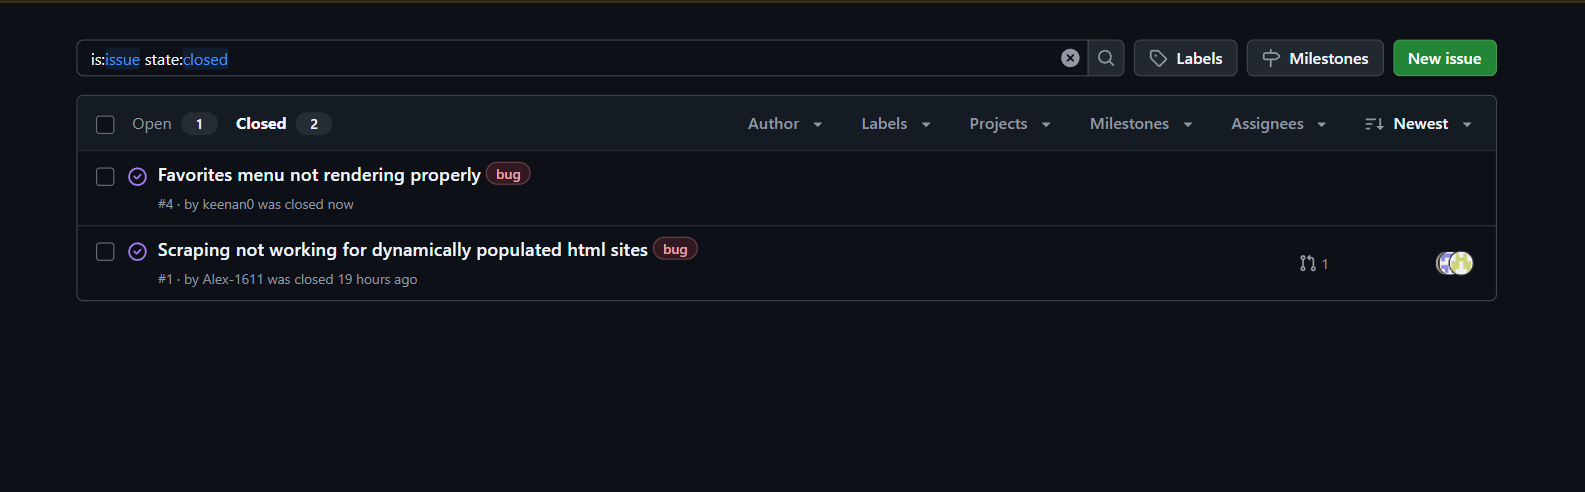 is:issue state:closed
Labels
Milestones
New issue
Open 1 Closed 2 Author Labels Projects Milestones Assignees Newest
Favorites menu not rendering properly bug
#4 · by keenan0 was closed now
Scraping not working for dynamically populated html sites bug
#1 · by Alex-1611 was closed 19 hours ago
1